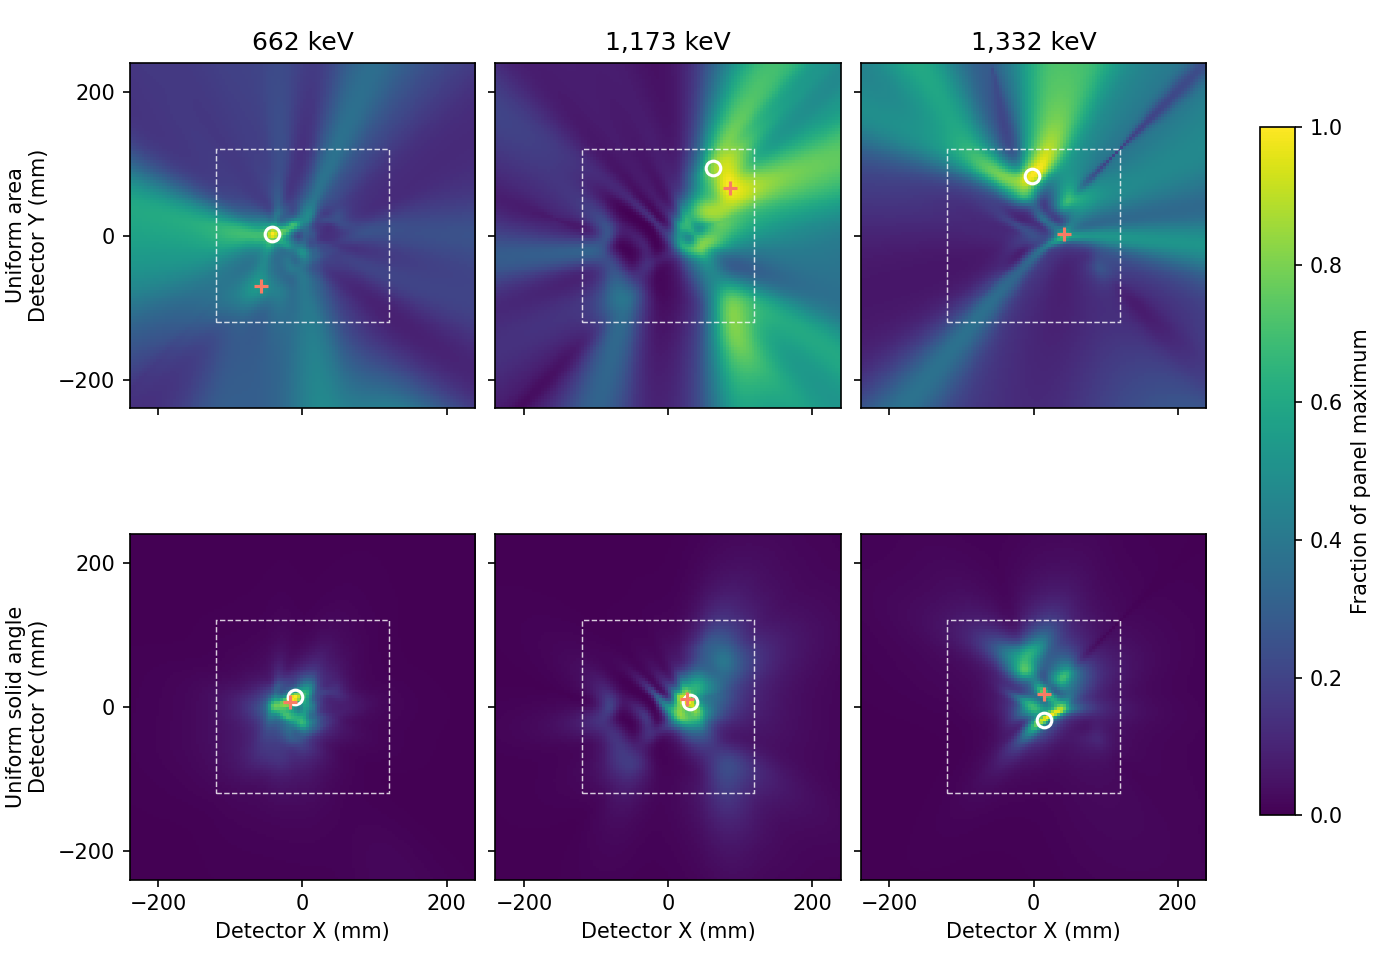 662 keV
1,173 keV
1,332 keV
Uniform area
Detector Y (mm)
200
0
−200
Uniform solid angle
Detector Y (mm)
200
0
−200
−200 0 200
−200 0 200
−200 0 200
Detector X (mm)
Detector X (mm)
Detector X (mm)
1.0
0.8
0.6
0.4
0.2
0.0
Fraction of panel maximum